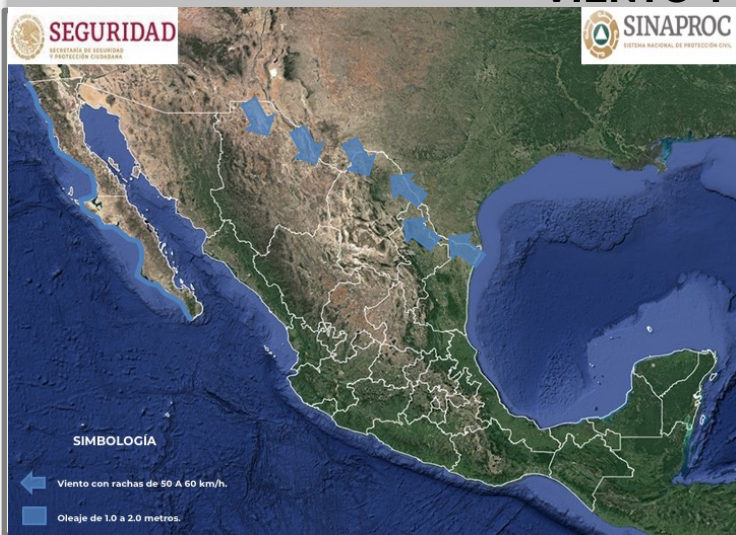 SEGURIDAD
SECRETARÍA DE SEGURIDAD
Y PROTECCIÓN CIUDADANA
SINAPROC
SISTEMA NACIONAL DE PROTECCIÓN CIVIL
SIMBOLOGÍA
Viento con rachas de 50 A 60 km/h.
Oleaje de 1.0 a 2.0 metros.